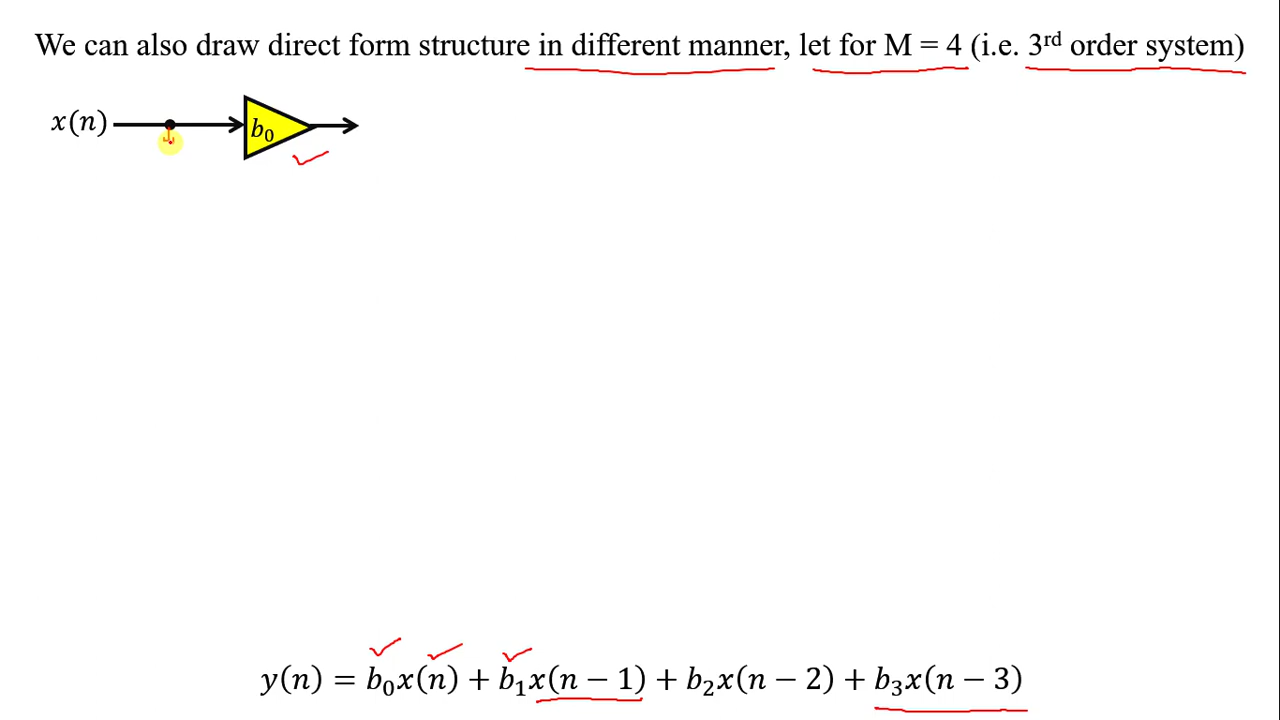 We can also draw direct form structure in different manner, let for M = 4 (i.e. 3rd order system)
x(n) b₀
y(n) = b₀x(n) + b₁x(n − 1) + b₂x(n − 2) + b₃x(n − 3)